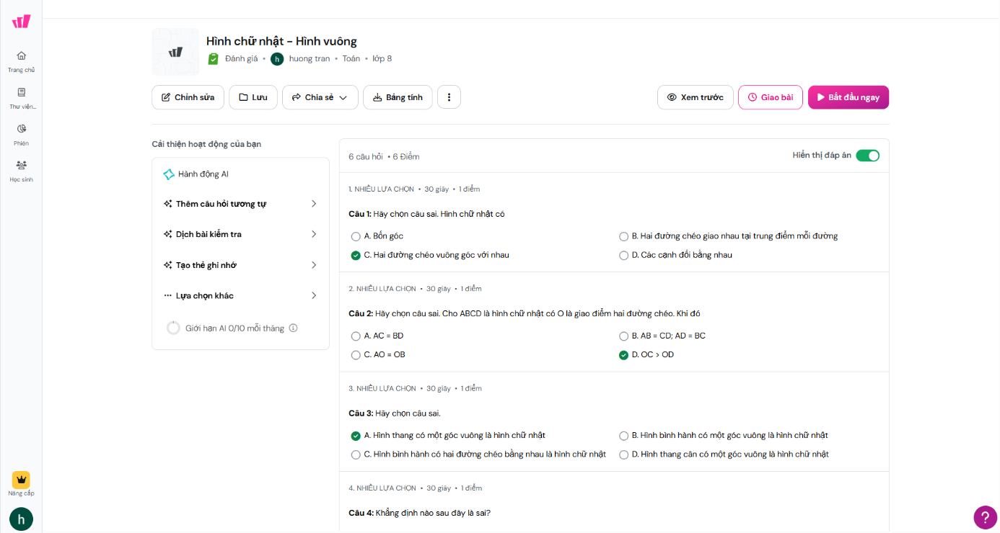 Hình chữ nhật - Hình vuông
Đánh giá • h huong tran • Toán • lớp 8
Trang chủ
Thư viện...
Phiên
Học sinh
Chỉnh sửa
Lưu
Chia sẻ
Bảng tính
Xem trước
Giao bài
Bắt đầu ngay
Cải thiện hoạt động của bạn
Hành động AI
Thêm câu hỏi tương tự
Dịch bài kiểm tra
Tạo thẻ ghi nhớ
Lựa chọn khác
Giới hạn AI 0/10 mỗi tháng
6 câu hỏi • 6 Điểm
Hiển thị đáp án
1. NHIỀU LỰA CHỌN • 30 giây • 1 điểm
Câu 1: Hãy chọn câu sai. Hình chữ nhật có
A. Bốn góc
B. Hai đường chéo giao nhau tại trung điểm mỗi đường
C. Hai đường chéo vuông góc với nhau
D. Các cạnh đối bằng nhau
2. NHIỀU LỰA CHỌN • 30 giây • 1 điểm
Câu 2: Hãy chọn câu sai. Cho ABCD là hình chữ nhật có O là giao điểm hai đường chéo. Khi đó
A. AC = BD
B. AB = CD; AD = BC
C. AO = OB
D. OC > OD
3. NHIỀU LỰA CHỌN • 30 giây • 1 điểm
Câu 3: Hãy chọn câu sai.
A. Hình thang có một góc vuông là hình chữ nhật
B. Hình bình hành có một góc vuông là hình chữ nhật
C. Hình bình hành có hai đường chéo bằng nhau là hình chữ nhật
D. Hình thang cân có một góc vuông là hình chữ nhật
4. NHIỀU LỰA CHỌN • 30 giây • 1 điểm
Câu 4: Khẳng định nào sau đây là sai?
Nâng cấp
h
?